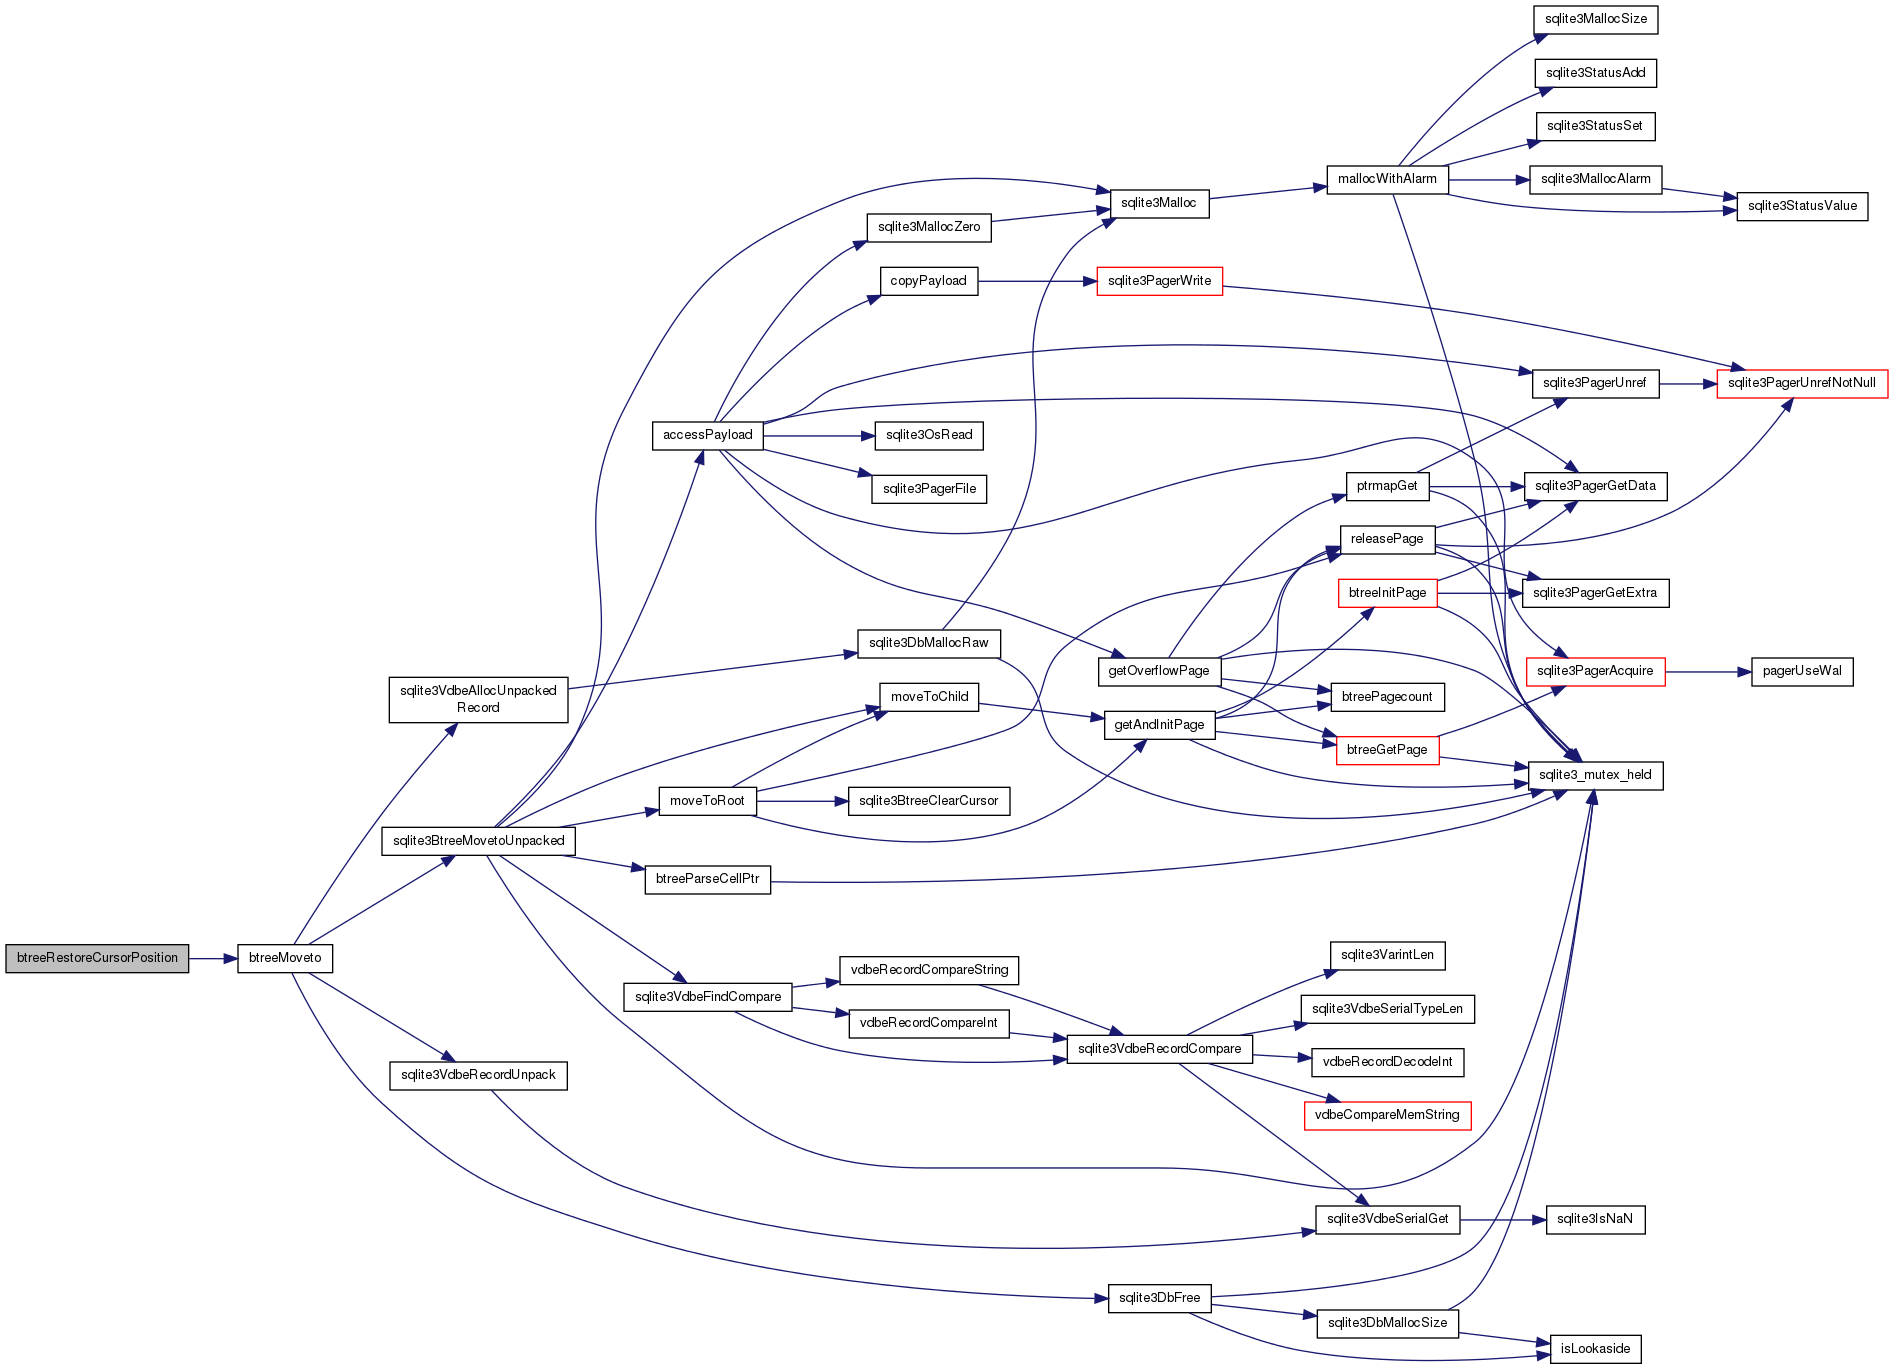 sqlite3MallocSize
sqlite3StatusAdd
sqlite3StatusSet
mallocWithAlarm
sqlite3MallocAlarm
sqlite3Malloc
sqlite3StatusValue
sqlite3MallocZero
copyPayload
sqlite3PagerWrite
sqlite3PagerUnref
sqlite3PagerUnrefNotNull
accessPayload
sqlite3OsRead
sqlite3PagerFile
ptrmapGet
sqlite3PagerGetData
releasePage
btreeInitPage
sqlite3PagerGetExtra
sqlite3DbMallocRaw
getOverflowPage
sqlite3PagerAcquire
pagerUseWal
sqlite3VdbeAllocUnpacked
Record
moveToChild
btreePagecount
getAndInitPage
btreeGetPage
sqlite3_mutex_held
moveToRoot
sqlite3BtreeClearCursor
sqlite3BtreeMovetoUnpacked
btreeParseCellPtr
btreeRestoreCursorPosition
btreeMoveto
sqlite3VdbeFindCompare
vdbeRecordCompareString
vdbeRecordCompareInt
sqlite3VarintLen
sqlite3VdbeSerialTypeLen
sqlite3VdbeRecordCompare
vdbeRecordDecodeInt
sqlite3VdbeRecordUnpack
vdbeCompareMemString
sqlite3VdbeSerialGet
sqlite3IsNaN
sqlite3DbFree
sqlite3DbMallocSize
isLookaside